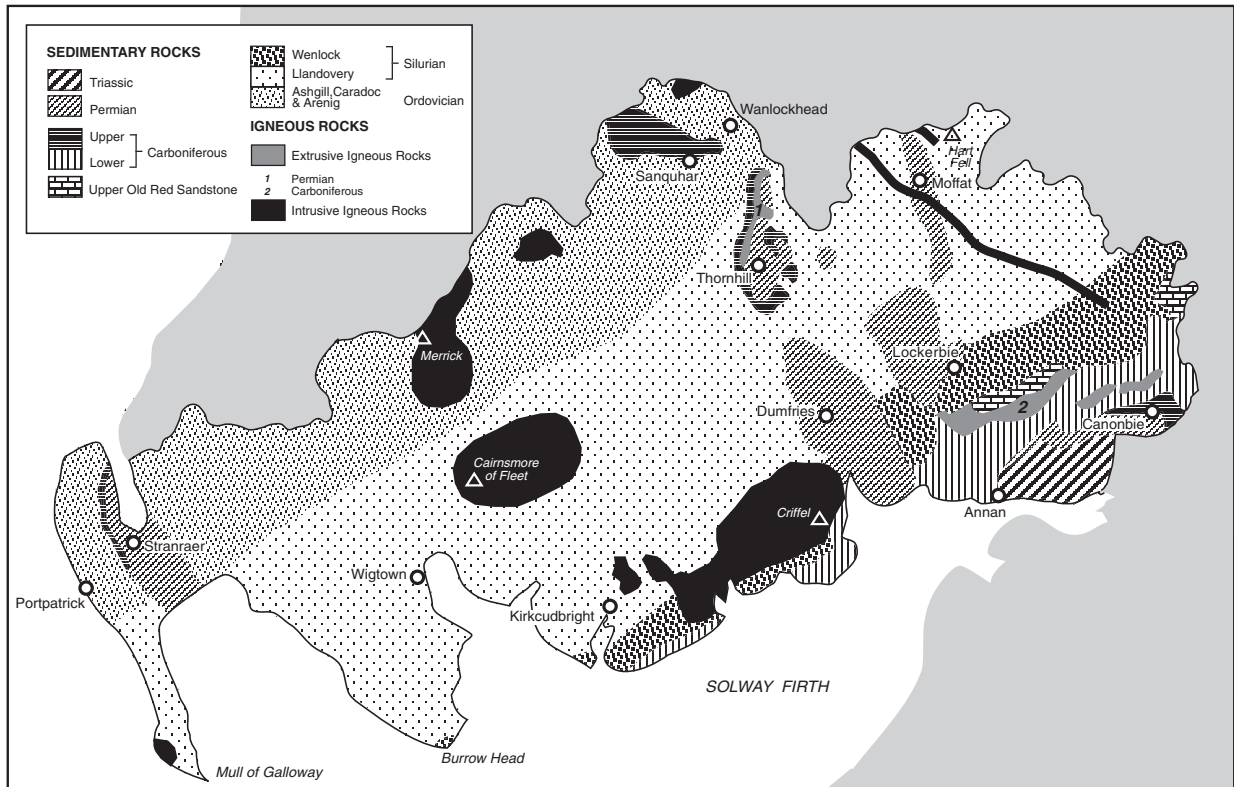 SEDIMENTARY ROCKS
Triassic
Permian
Upper
Lower
Carboniferous
Upper Old Red Sandstone
Wenlock
Llandovery
Silurian
Ashgill,Caradoc
& Arenig
Ordovician
IGNEOUS ROCKS
Extrusive Igneous Rocks
1 Permian
2 Carboniferous
Intrusive Igneous Rocks
Wanlockhead
Hart
Fell
Sanquhar
Moffat
1
Thornhill
Merrick
Lockerbie
Dumfries
2
Canonbie
Cairnsmore
of Fleet
Criffel
Annan
Stranraer
Wigtown
Portpatrick
Kirkcudbright
SOLWAY FIRTH
Burrow Head
Mull of Galloway